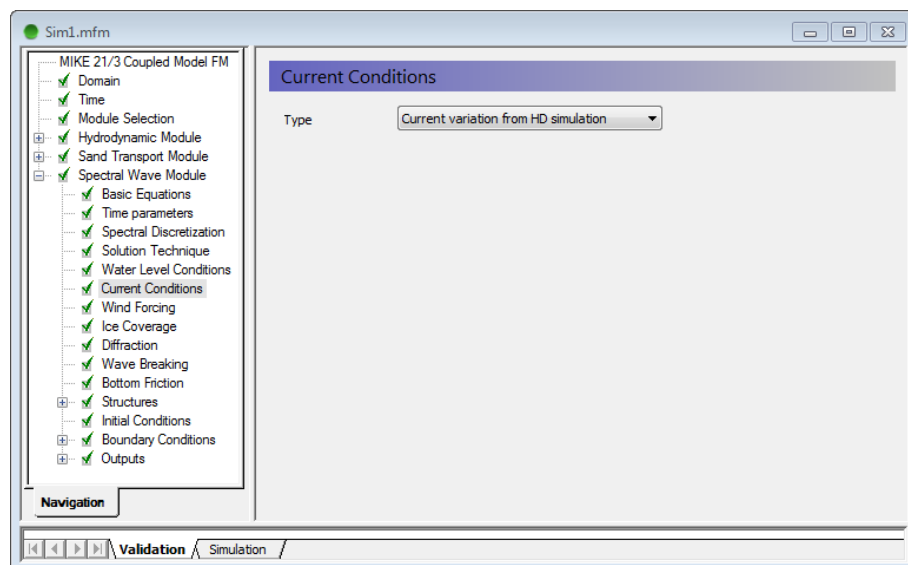 Sim1.mfm
MIKE 21/3 Coupled Model FM
Domain
Time
Module Selection
Hydrodynamic Module
Sand Transport Module
Spectral Wave Module
Basic Equations
Time parameters
Spectral Discretization
Solution Technique
Water Level Conditions
Current Conditions
Wind Forcing
Ice Coverage
Diffraction
Wave Breaking
Bottom Friction
Structures
Initial Conditions
Boundary Conditions
Outputs
Navigation
Current Conditions
Type Current variation from HD simulation
Validation Simulation